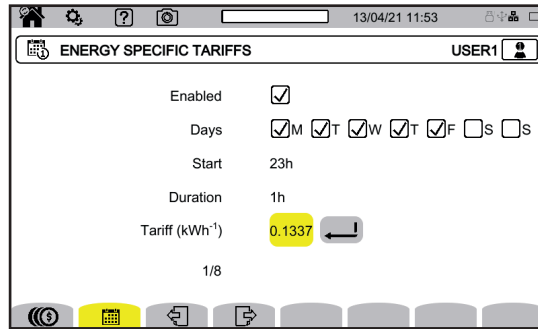 13/04/21 11:53
ENERGY SPECIFIC TARIFFS USER1
Enabled
Days M T W T F S S
Start 23h
Duration 1h
Tariff (kWh⁻¹) 0.1337
1/8